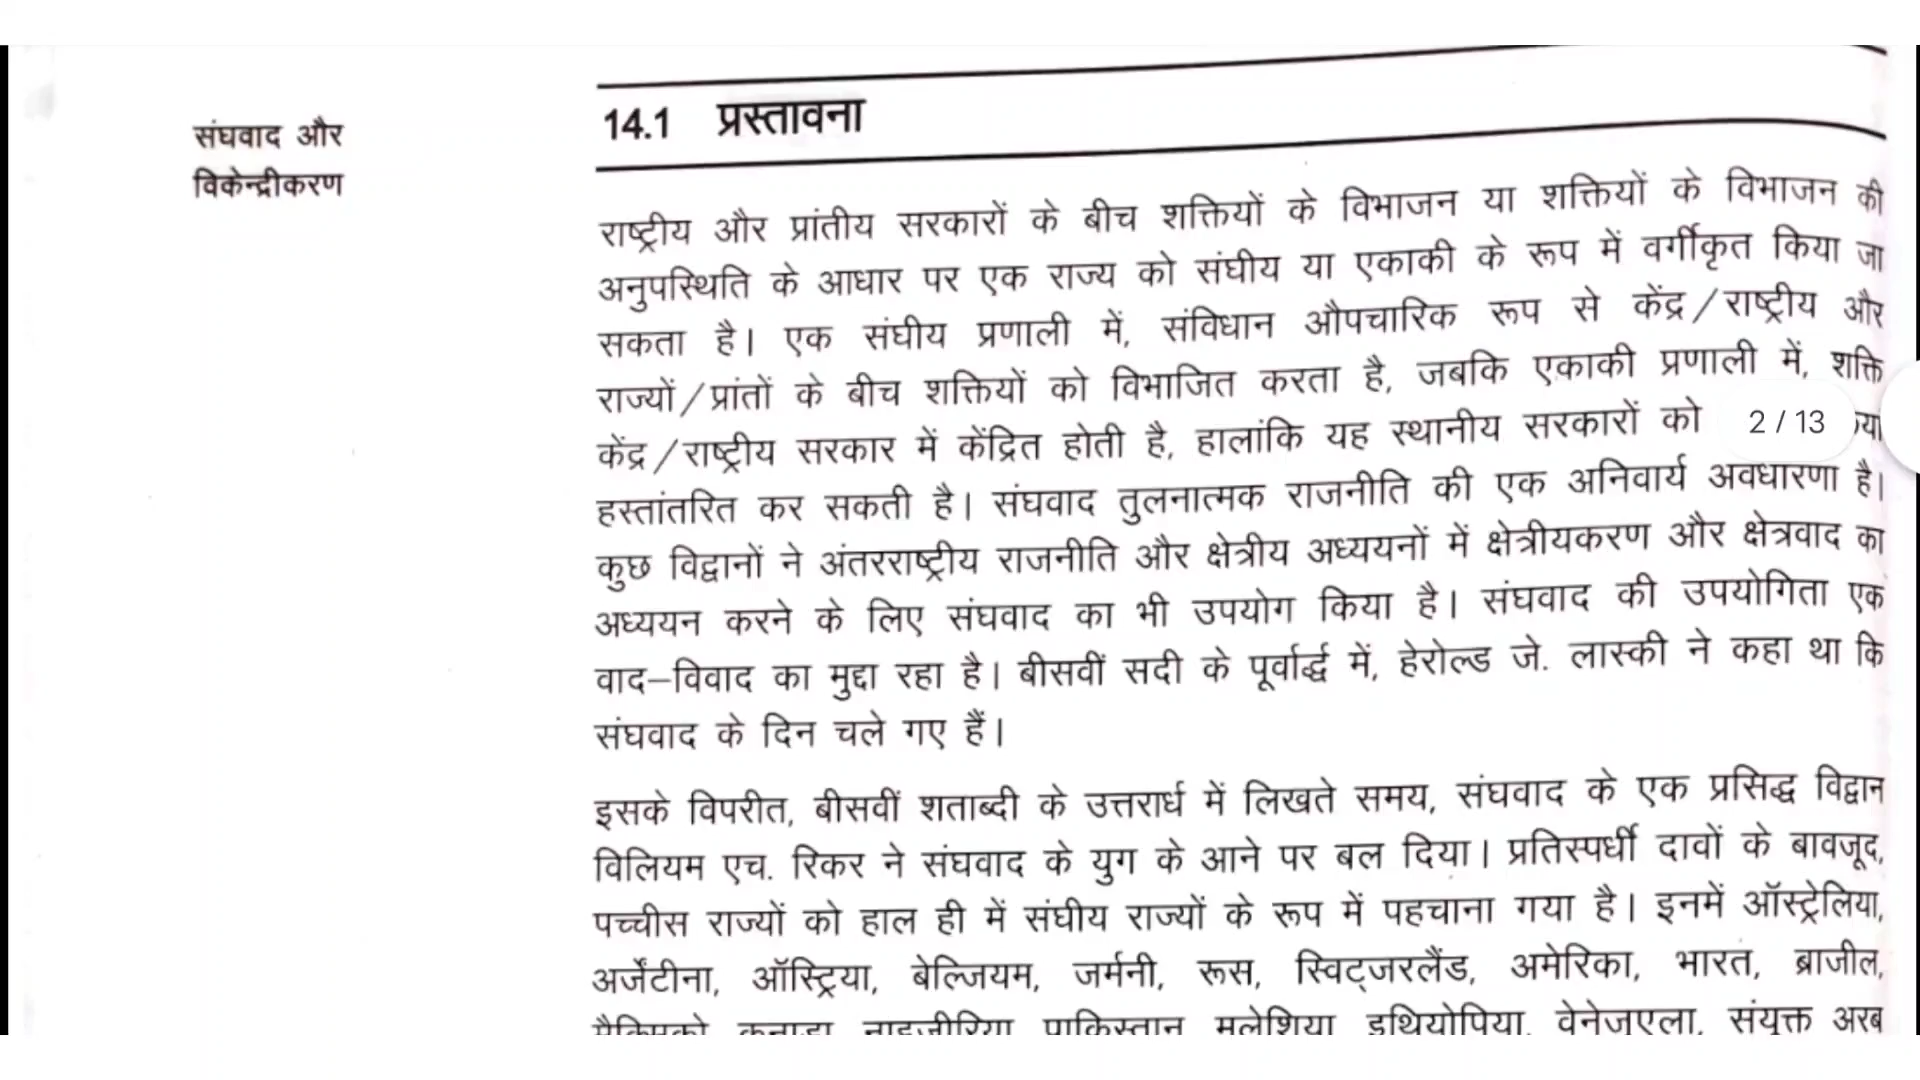 संघवाद और
विकेन्द्रीकरण
14.1 प्रस्तावना
राष्ट्रीय और प्रांतीय सरकारों के बीच शक्तियों के विभाजन या शक्तियों के विभाजन की
अनुपस्थिति के आधार पर एक राज्य को संघीय या एकाकी के रूप में वर्गीकृत किया जा
सकता है। एक संघीय प्रणाली में, संविधान औपचारिक रूप से केंद्र/राष्ट्रीय और
राज्यों/प्रांतों के बीच शक्तियों को विभाजित करता है, जबकि एकाकी प्रणाली में, शक्ति
केंद्र/राष्ट्रीय सरकार में केंद्रित होती है, हालांकि यह स्थानीय सरकारों को
2 / 13
हस्तांतरित कर सकती है। संघवाद तुलनात्मक राजनीति की एक अनिवार्य अवधारणा है।
कुछ विद्वानों ने अंतरराष्ट्रीय राजनीति और क्षेत्रीय अध्ययनों में क्षेत्रीयकरण और क्षेत्रवाद का
अध्ययन करने के लिए संघवाद का भी उपयोग किया है। संघवाद की उपयोगिता एक
वाद–विवाद का मुद्दा रहा है। बीसवीं सदी के पूर्वार्द्ध में, हेरोल्ड जे. लास्की ने कहा था कि
संघवाद के दिन चले गए हैं।
इसके विपरीत, बीसवीं शताब्दी के उत्तरार्ध में लिखते समय, संघवाद के एक प्रसिद्ध विद्वान
विलियम एच. रिकर ने संघवाद के युग के आने पर बल दिया। प्रतिस्पर्धी दावों के बावजूद,
पच्चीस राज्यों को हाल ही में संघीय राज्यों के रूप में पहचाना गया है। इनमें ऑस्ट्रेलिया,
अर्जेंटीना, ऑस्ट्रिया, बेल्जियम, जर्मनी, रूस, स्विट्जरलैंड, अमेरिका, भारत, ब्राजील,
मैक्सिको, कनाडा, नाइजीरिया, पाकिस्तान, मलेशिया, इथियोपिया, वेनेजुएला, संयुक्त अरब